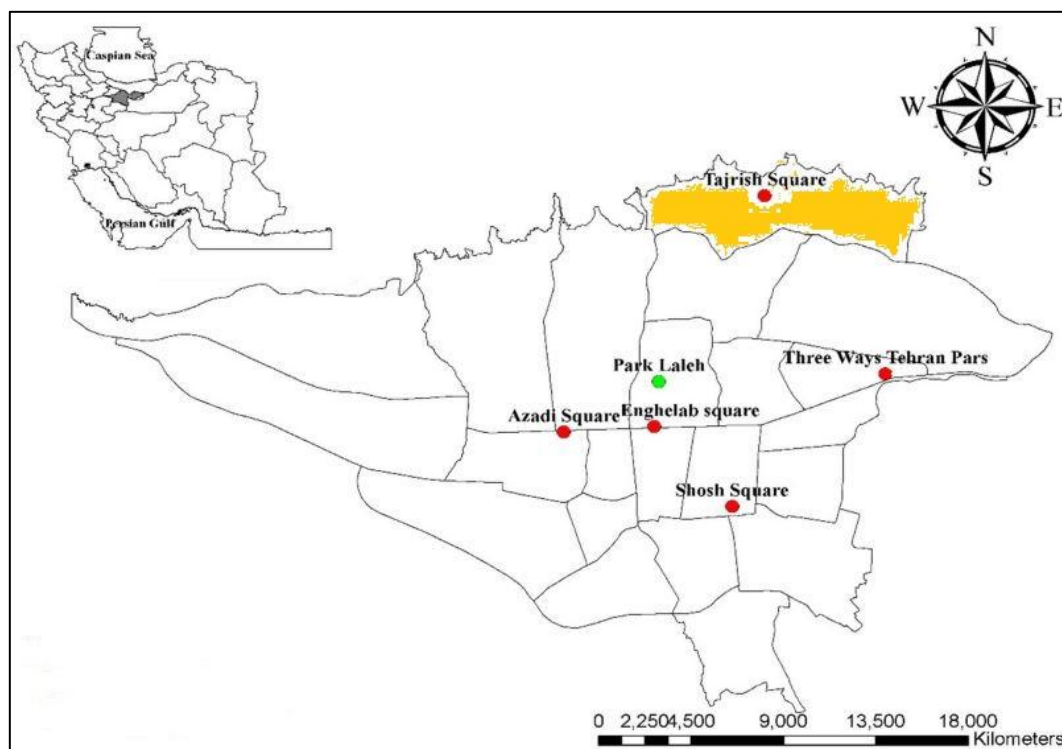 Caspian Sea
Persian Gulf
N
W
E
S
Tajrish Square
Three Ways Tehran Pars
Park Laleh
Azadi Square
Enghelab square
Shosh Square
0 2,250 4,500 9,000 13,500 18,000
Kilometers